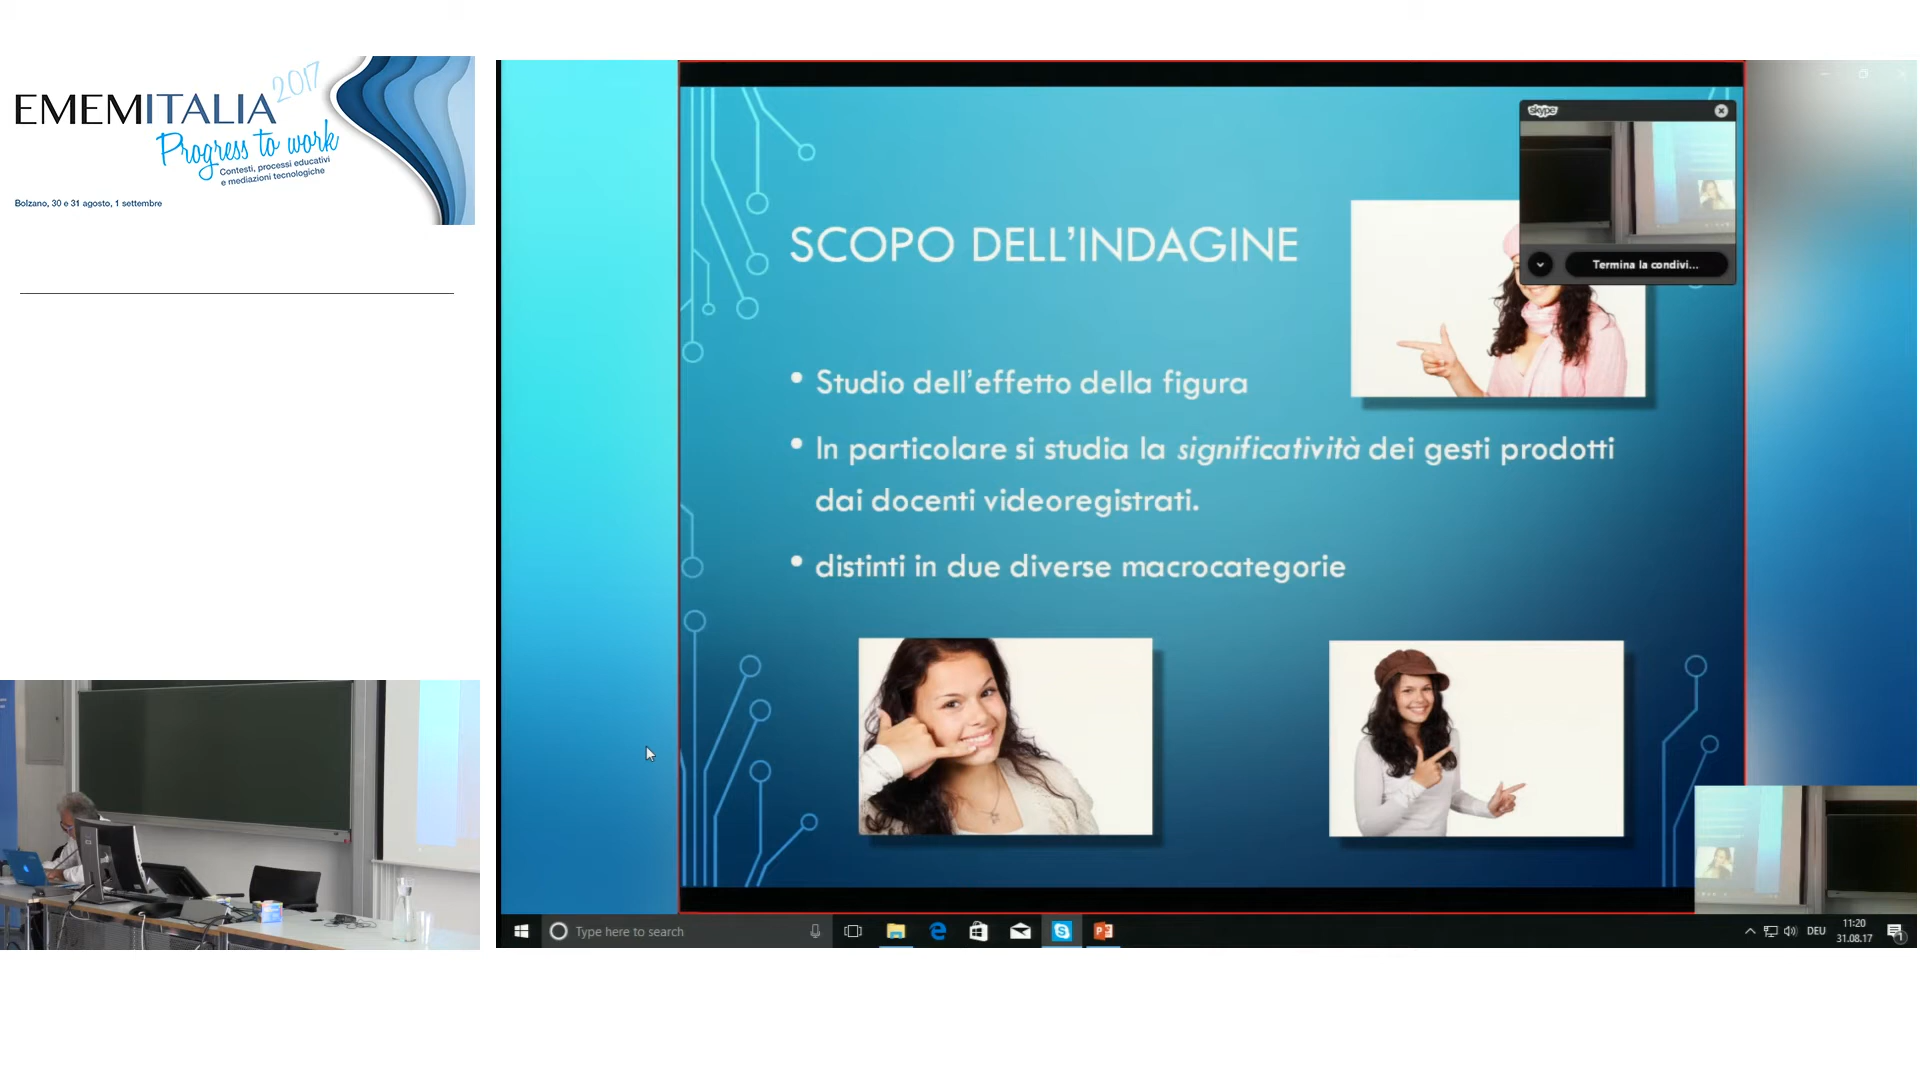 2017
EMEMITALIA
Progress to work
Contesti, processi educativi
e mediazioni tecnologiche
Bolzano, 30 e 31 agosto, 1 settembre
skype
Termina la condivi...
SCOPO DELL’INDAGINE
• Studio dell’effetto della figura
• In particolare si studia la significatività dei gesti prodotti
dai docenti videoregistrati.
• distinti in due diverse macrocategorie
Type here to search
DEU
11:20
31.08.17
1